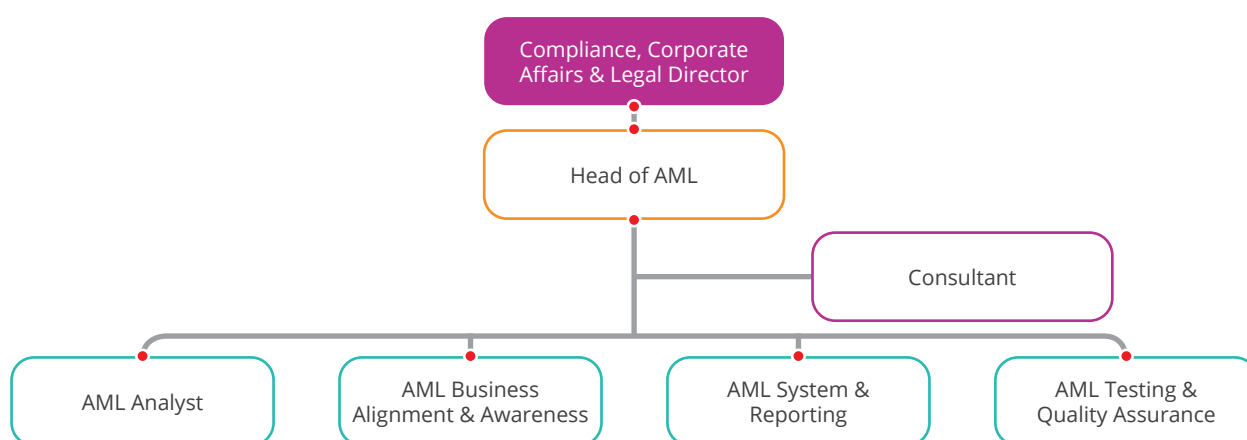 Compliance, Corporate
Affairs & Legal Director
Head of AML
Consultant
AML Analyst
AML Business
Alignment & Awareness
AML System &
Reporting
AML Testing &
Quality Assurance